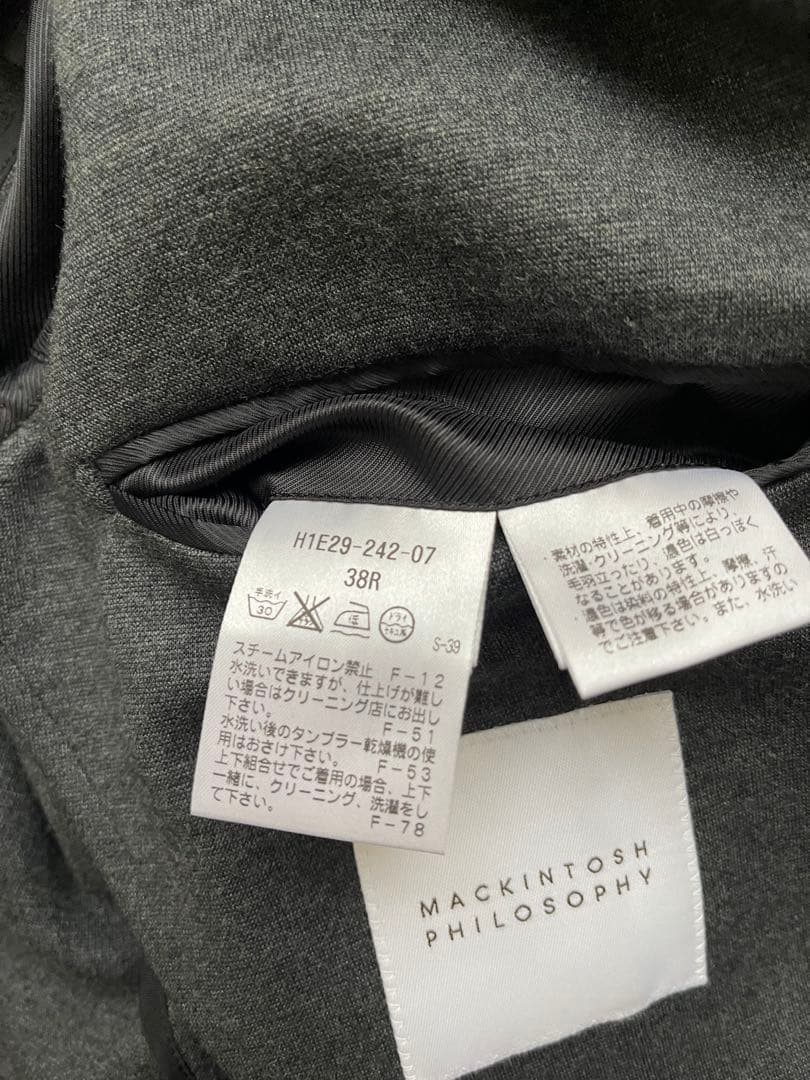 H1E29-242-07
38R
手洗イ
30
低
ドライ
セキユ系
S-39
スチームアイロン禁止 F-12
水洗いできますが、仕上げが難し
い場合はクリーニング店にお出し
下さい。 F-51
水洗い後のタンブラー乾燥機の使
用はおさけ下さい。 F-53
上下組合せでご着用の場合、上下
一緒に、クリーニング、洗濯をし
て下さい。 F-78
・素材の特性上、着用中の摩擦や
洗濯・クリーニング等により、
毛羽立ったり、濃色は白っぽく
なることがあります。
・濃色は染料の特性上、摩擦、汗
等で色が移る場合がありますの
でご注意下さい。また、水洗い
MACKINTOSH
PHILOSOPHY